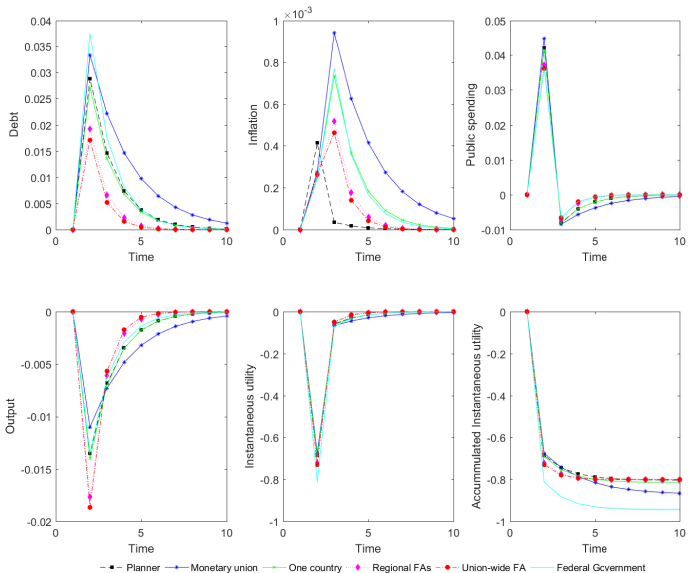 × 10⁻³
0.04
0.035
0.03
0.025
0.02
0.015
0.01
0.005
0
0 5 10
Debt
Time
1
0.8
0.6
0.4
0.2
0
0 5 10
Inflation
Time
0.05
0.04
0.03
0.02
0.01
0
-0.01
0 5 10
Public spending
Time
0
-0.005
-0.01
-0.015
-0.02
0 5 10
Output
Time
0
-0.2
-0.4
-0.6
-0.8
-1
0 5 10
Instantaneous utility
Time
0
-0.2
-0.4
-0.6
-0.8
-1
0 5 10
Accummulated Instantaneous utility
Time
Planner Monetary union One country Regional FAs Union-wide FA Federal Gcvernment